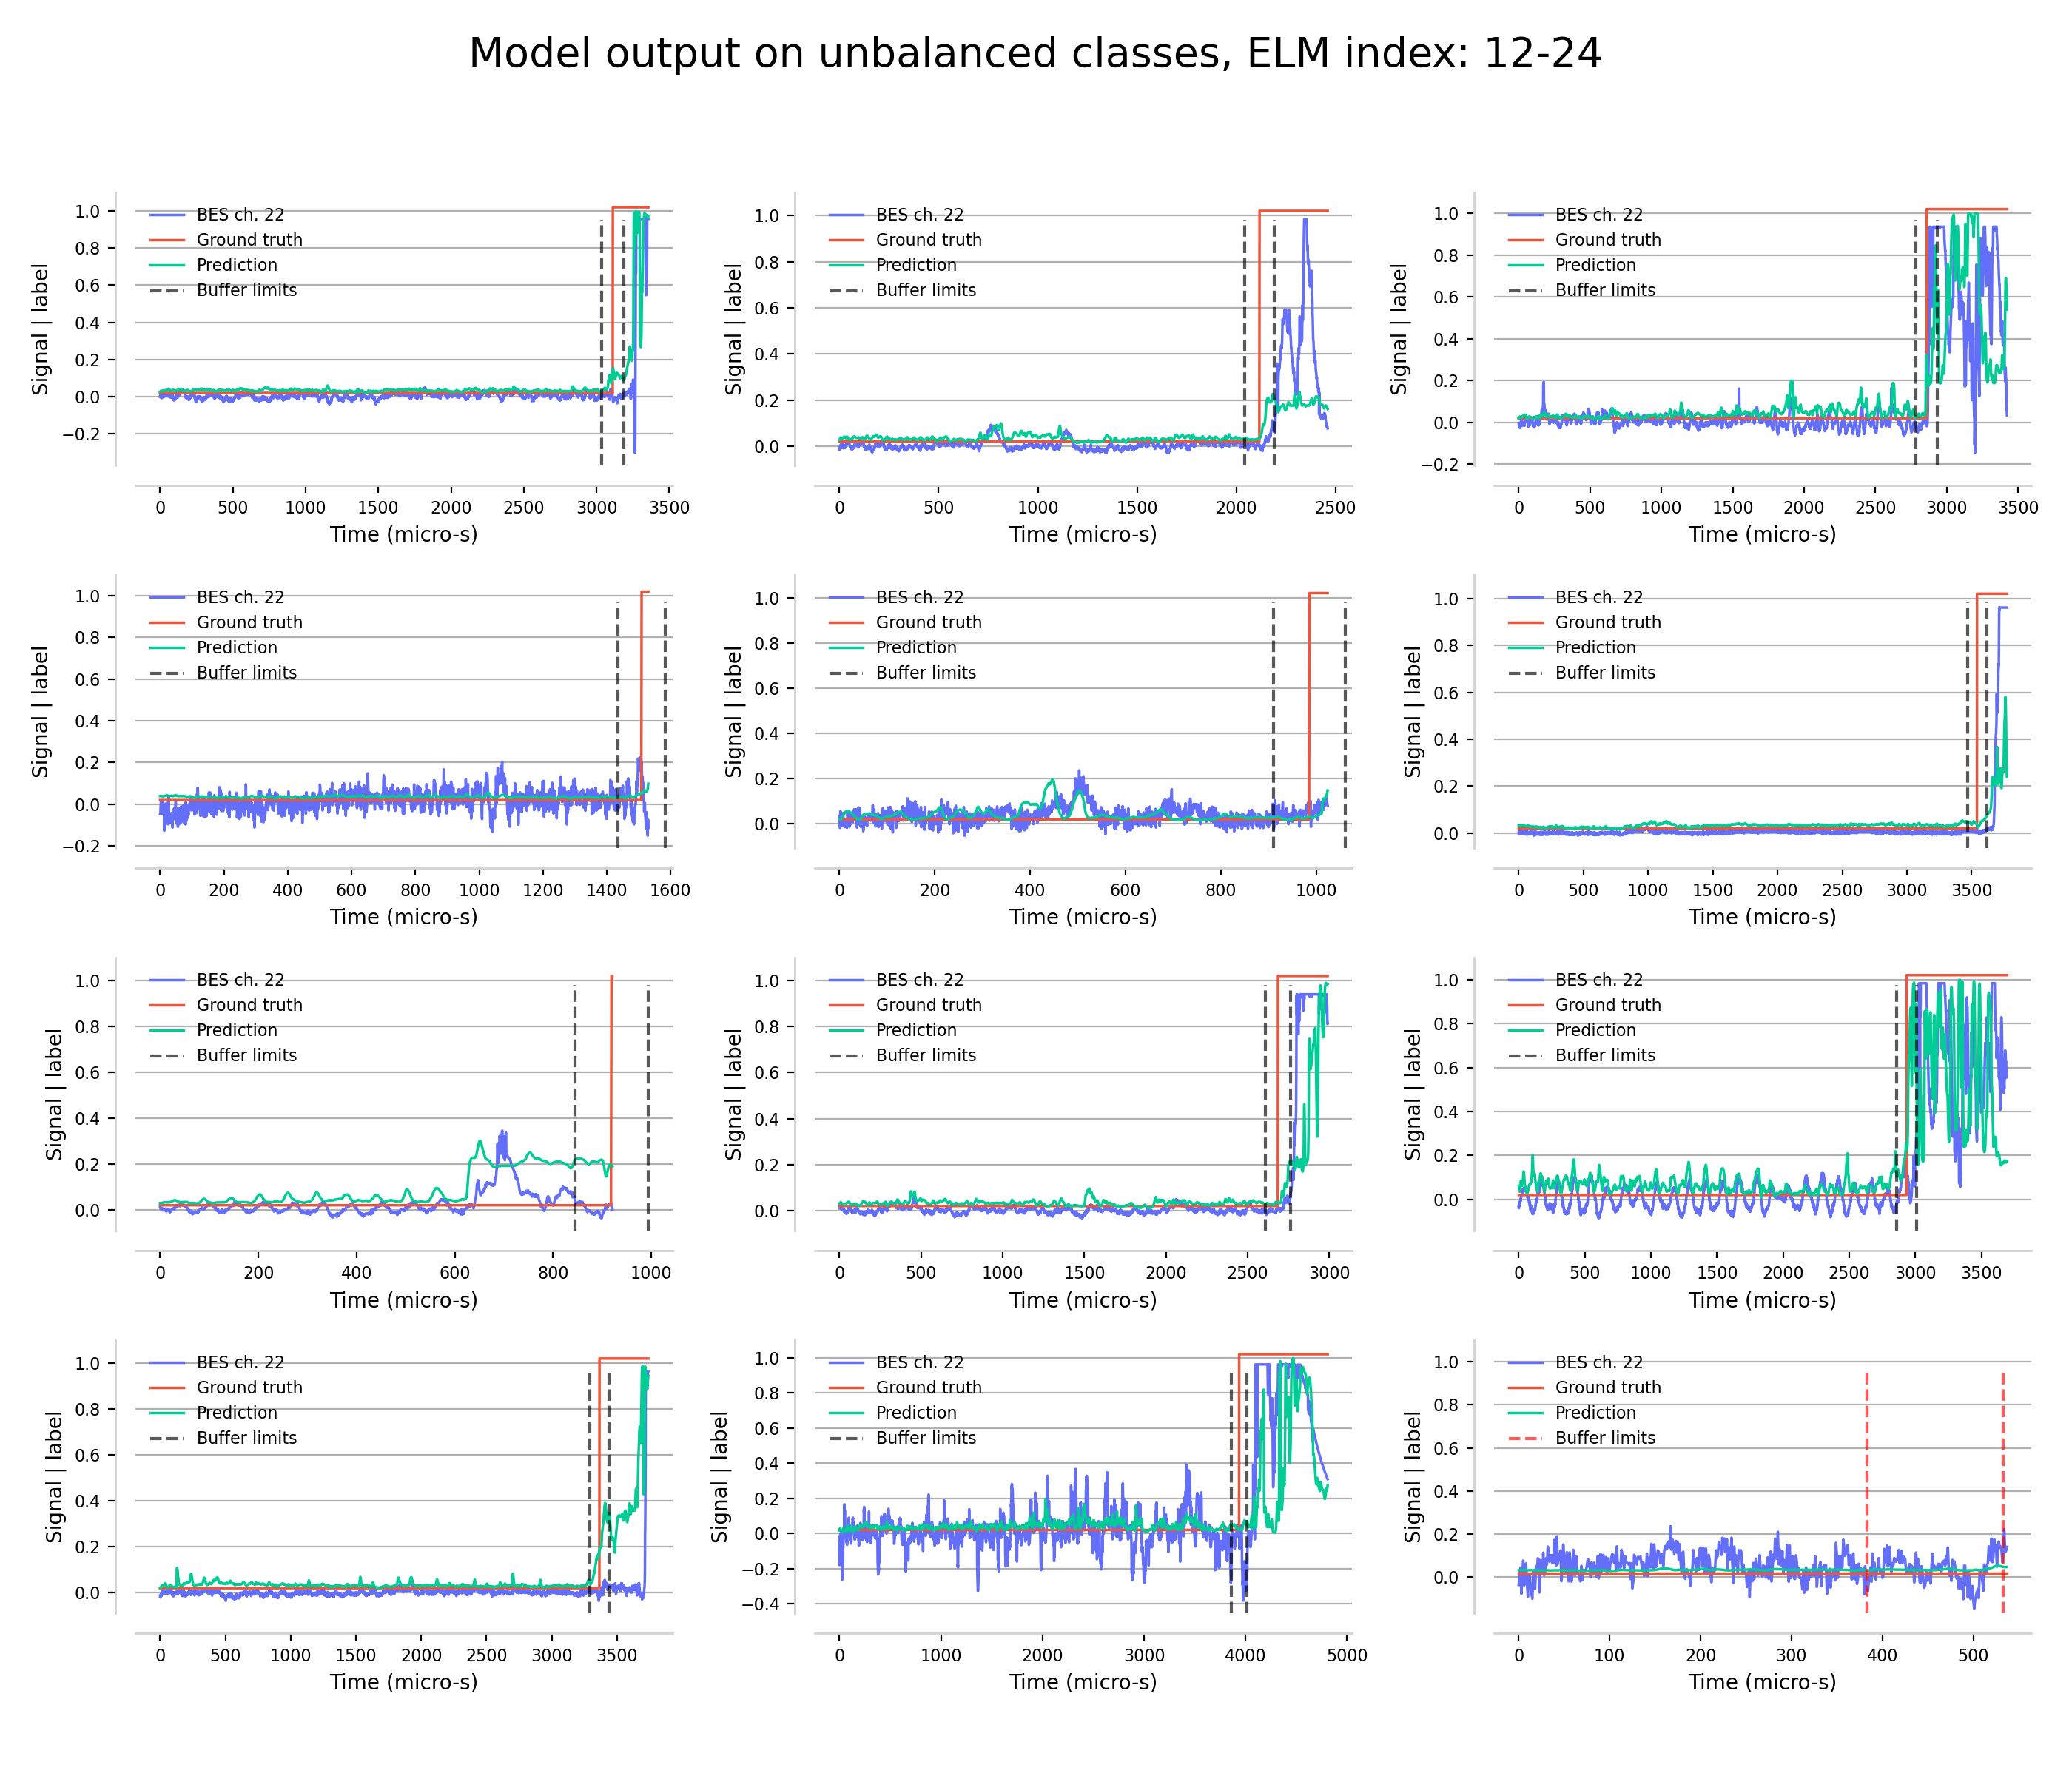 Model output on unbalanced classes, ELM index: 12-24
BES ch. 22
Ground truth
Prediction
Buffer limits
Signal | label
1.0
0.8
0.6
0.4
0.2
0.0
−0.2
0 500 1000 1500 2000 2500 3000 3500
Time (micro-s)
BES ch. 22
Ground truth
Prediction
Buffer limits
Signal | label
1.0
0.8
0.6
0.4
0.2
0.0
0 500 1000 1500 2000 2500
Time (micro-s)
BES ch. 22
Ground truth
Prediction
Buffer limits
Signal | label
1.0
0.8
0.6
0.4
0.2
0.0
−0.2
0 500 1000 1500 2000 2500 3000 3500
Time (micro-s)
BES ch. 22
Ground truth
Prediction
Buffer limits
Signal | label
1.0
0.8
0.6
0.4
0.2
0.0
−0.2
0 200 400 600 800 1000 1200 1400 1600
Time (micro-s)
BES ch. 22
Ground truth
Prediction
Buffer limits
Signal | label
1.0
0.8
0.6
0.4
0.2
0.0
0 200 400 600 800 1000
Time (micro-s)
BES ch. 22
Ground truth
Prediction
Buffer limits
Signal | label
1.0
0.8
0.6
0.4
0.2
0.0
0 500 1000 1500 2000 2500 3000 3500
Time (micro-s)
BES ch. 22
Ground truth
Prediction
Buffer limits
Signal | label
1.0
0.8
0.6
0.4
0.2
0.0
0 200 400 600 800 1000
Time (micro-s)
BES ch. 22
Ground truth
Prediction
Buffer limits
Signal | label
1.0
0.8
0.6
0.4
0.2
0.0
0 500 1000 1500 2000 2500 3000
Time (micro-s)
BES ch. 22
Ground truth
Prediction
Buffer limits
Signal | label
1.0
0.8
0.6
0.4
0.2
0.0
0 500 1000 1500 2000 2500 3000 3500
Time (micro-s)
BES ch. 22
Ground truth
Prediction
Buffer limits
Signal | label
1.0
0.8
0.6
0.4
0.2
0.0
0 500 1000 1500 2000 2500 3000 3500
Time (micro-s)
BES ch. 22
Ground truth
Prediction
Buffer limits
Signal | label
1.0
0.8
0.6
0.4
0.2
0.0
−0.2
−0.4
0 1000 2000 3000 4000 5000
Time (micro-s)
BES ch. 22
Ground truth
Prediction
Buffer limits
Signal | label
1.0
0.8
0.6
0.4
0.2
0.0
0 100 200 300 400 500
Time (micro-s)